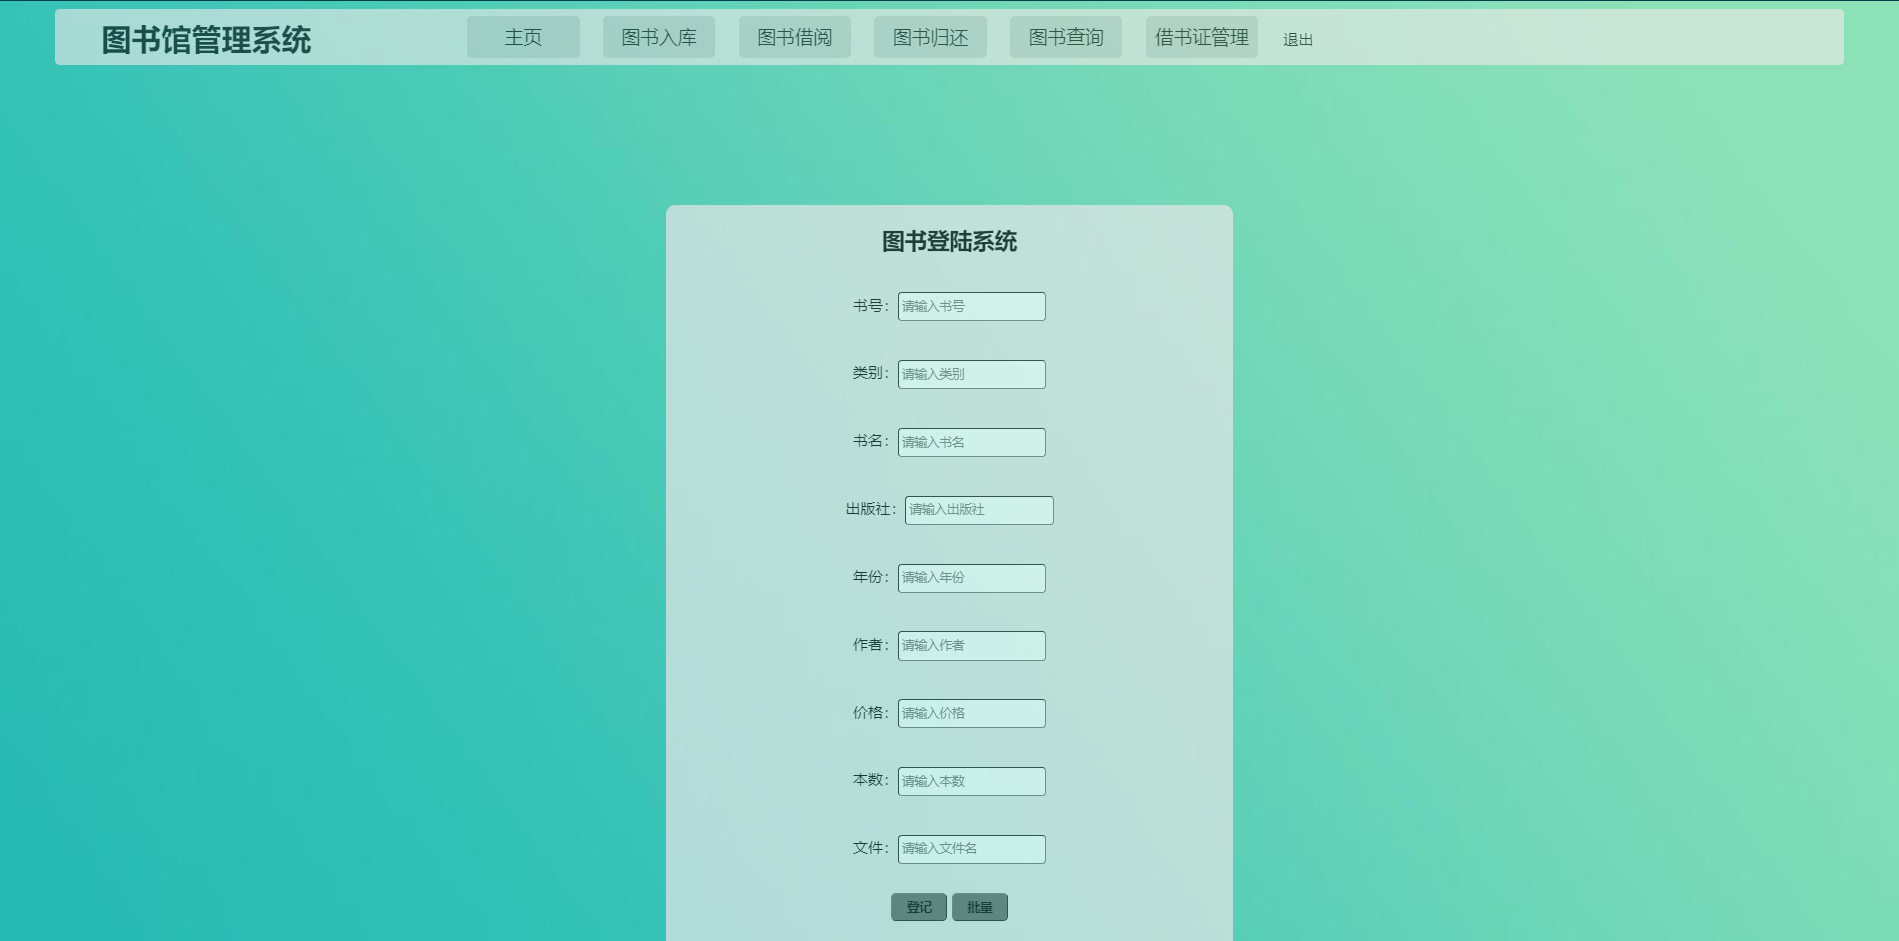 图书馆管理系统 主页 图书入库 图书借阅 图书归还 图书查询 借书证管理 退出
图书登陆系统
书号： 请输入书号
类别： 请输入类别
书名： 请输入书名
出版社： 请输入出版社
年份： 请输入年份
作者： 请输入作者
价格： 请输入价格
本数： 请输入本数
文件： 请输入文件名
登记 批量